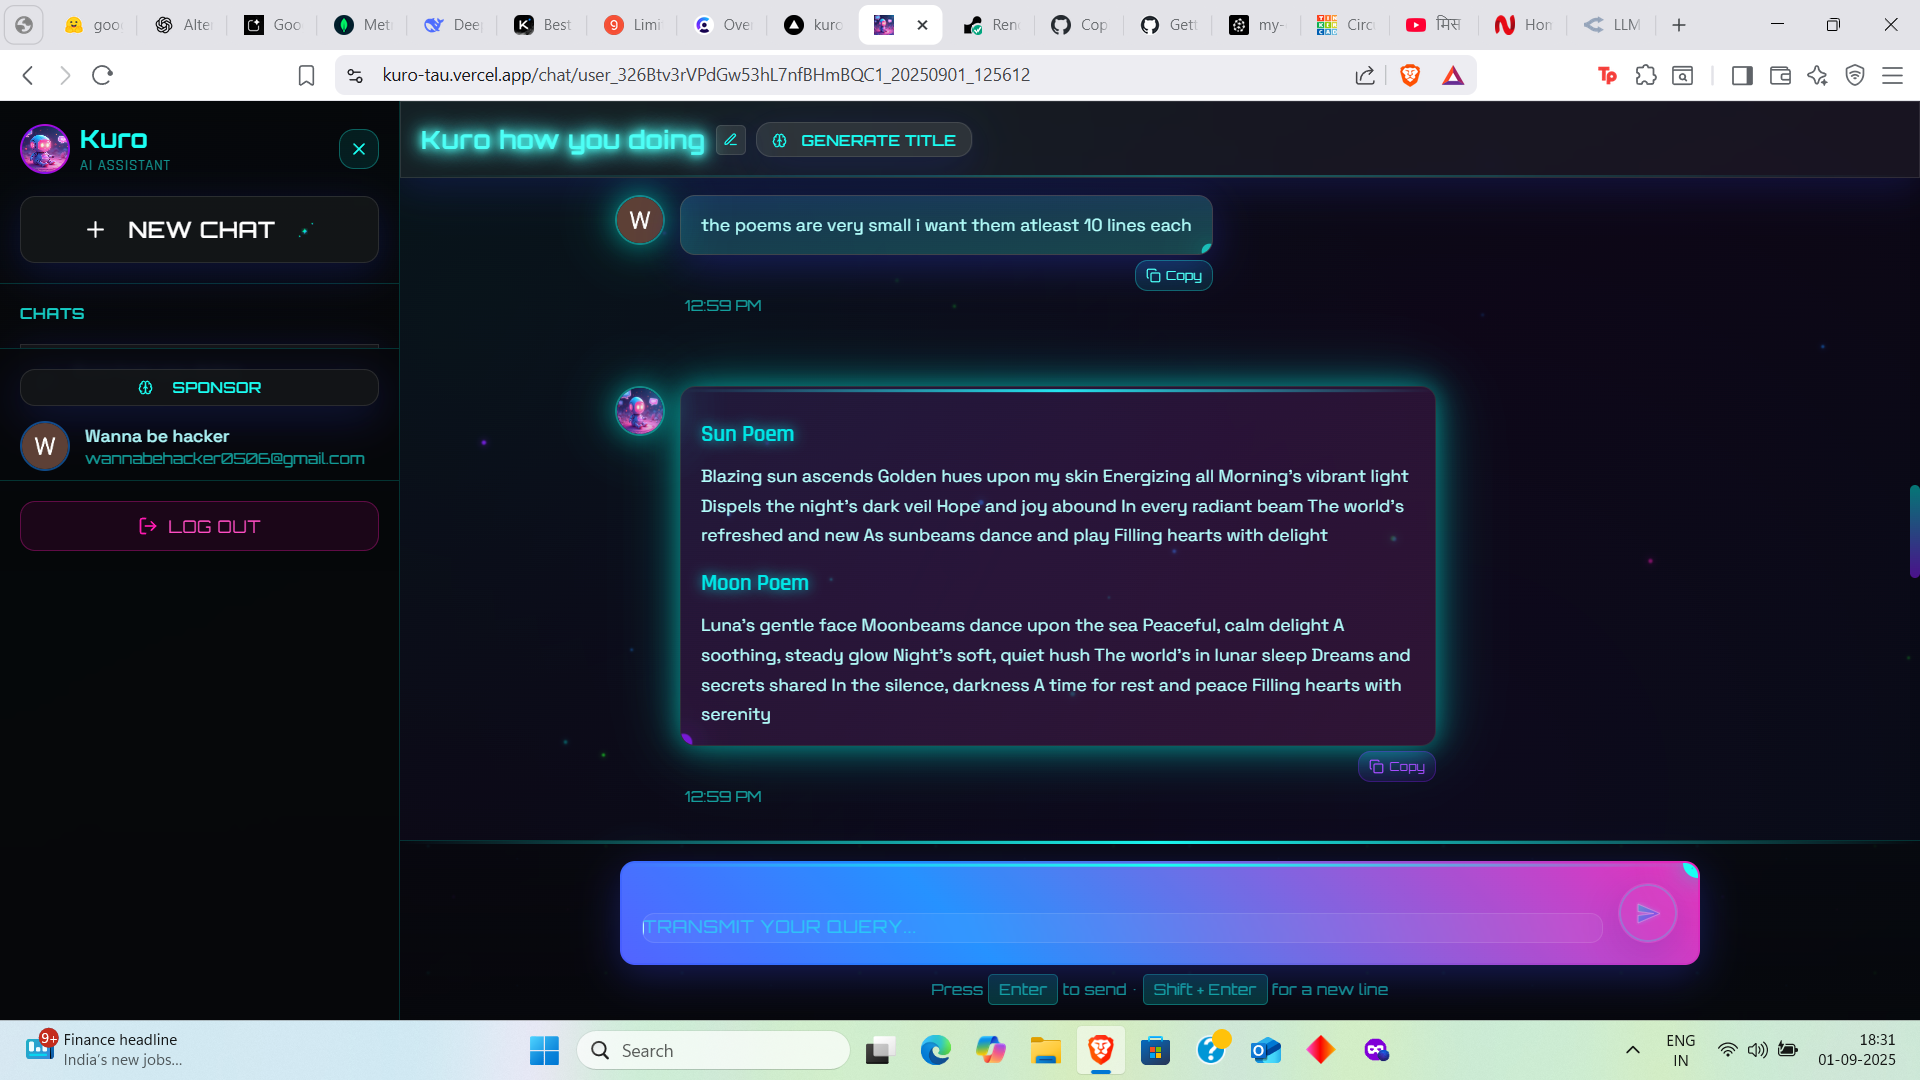 goo
Alte
Goo
Met
Dee
Best
Limi
Over
kuro
Ren
Cop
Gett
my-
Circ
मिस
Hon
LLM
kuro-tau.vercel.app/chat/user_326Btv3rVPdGw53hL7nfBHmBQC1_20250901_125612
Kuro
AI ASSISTANT
NEW CHAT
CHATS
SPONSOR
W
Wanna be hacker
wannabehacker0506@gmail.com
LOG OUT
Kuro how you doing
GENERATE TITLE
W
the poems are very small i want them atleast 10 lines each
Copy
12:59 PM
Sun Poem
Blazing sun ascends Golden hues upon my skin Energizing all Morning's vibrant light
Dispels the night's dark veil Hope and joy abound In every radiant beam The world's
refreshed and new As sunbeams dance and play Filling hearts with delight
Moon Poem
Luna's gentle face Moonbeams dance upon the sea Peaceful, calm delight A
soothing, steady glow Night's soft, quiet hush The world's in lunar sleep Dreams and
secrets shared In the silence, darkness A time for rest and peace Filling hearts with
serenity
Copy
12:59 PM
TRANSMIT YOUR QUERY...
Press Enter to send · Shift + Enter for a new line
9+
Finance headline
India's new jobs...
Search
ENG
IN
18:31
01-09-2025